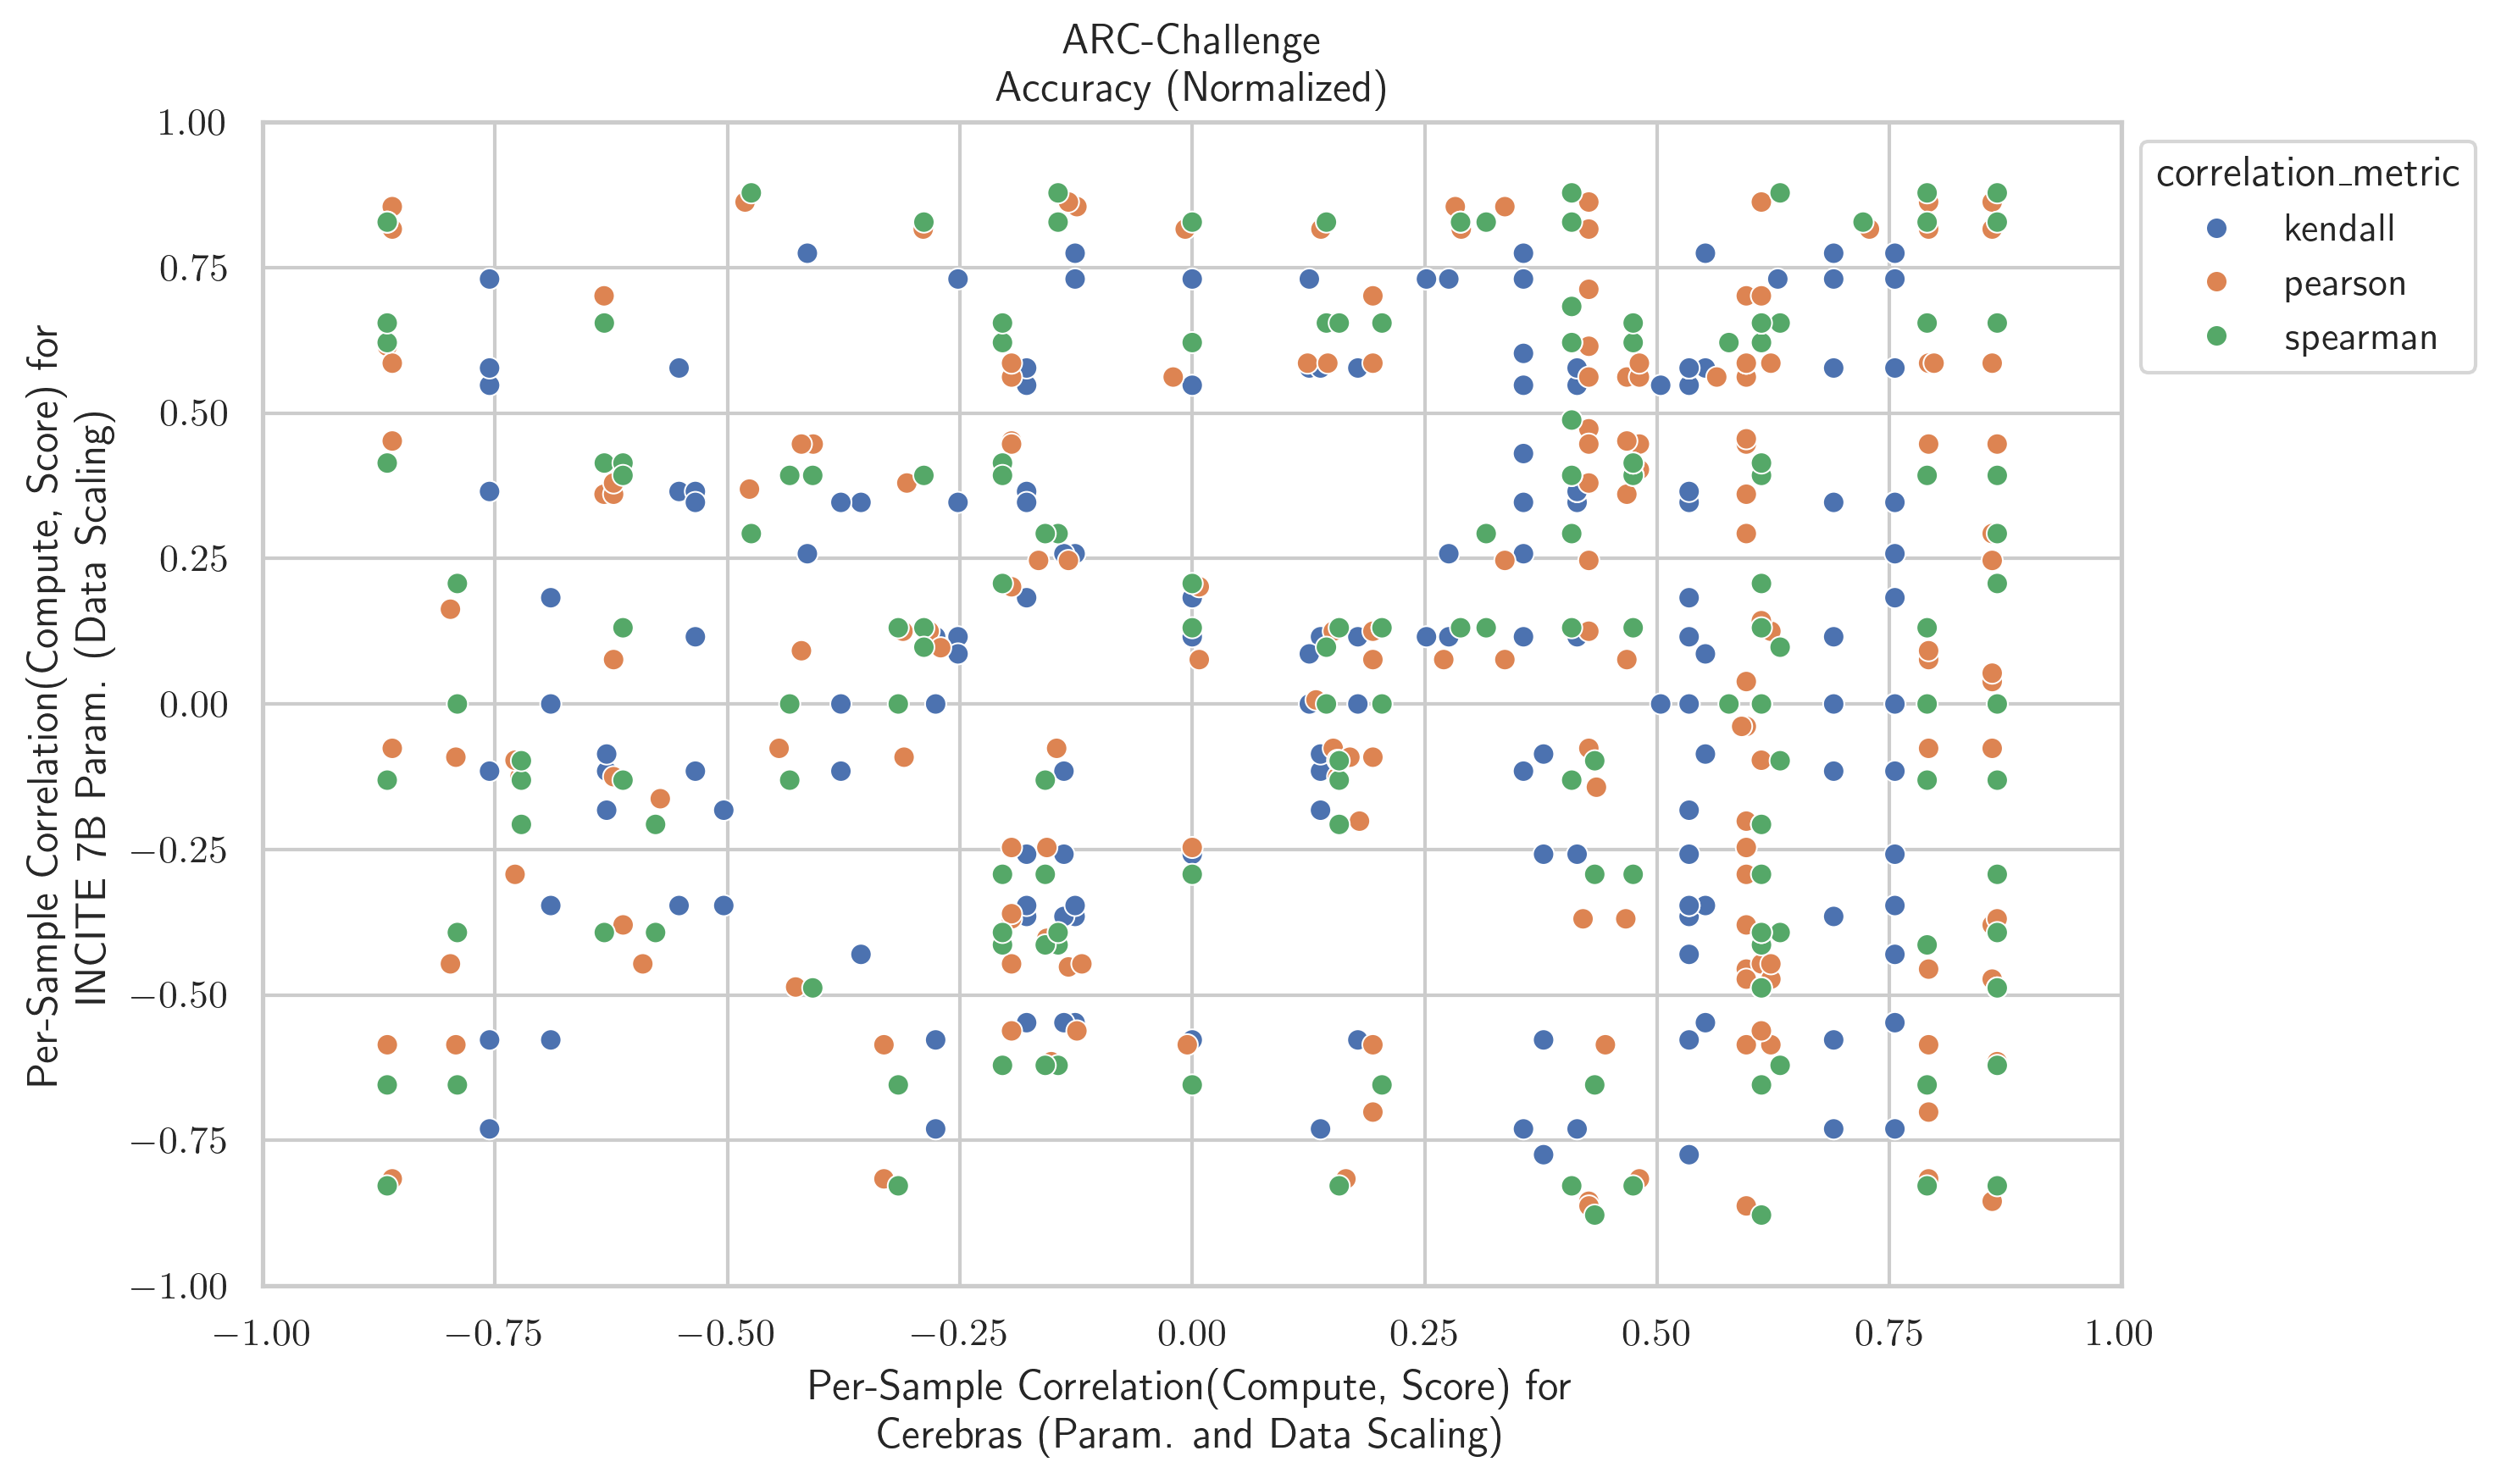 ARC-Challenge
Accuracy (Normalized)
Per-Sample Correlation(Compute, Score) for
INCITE 7B Param. (Data Scaling)
1.00
0.75
0.50
0.25
0.00
−0.25
−0.50
−0.75
−1.00
−1.00
−0.75
−0.50
−0.25
0.00
0.25
0.50
0.75
1.00
Per-Sample Correlation(Compute, Score) for
Cerebras (Param. and Data Scaling)
correlation_metric
kendall
pearson
spearman